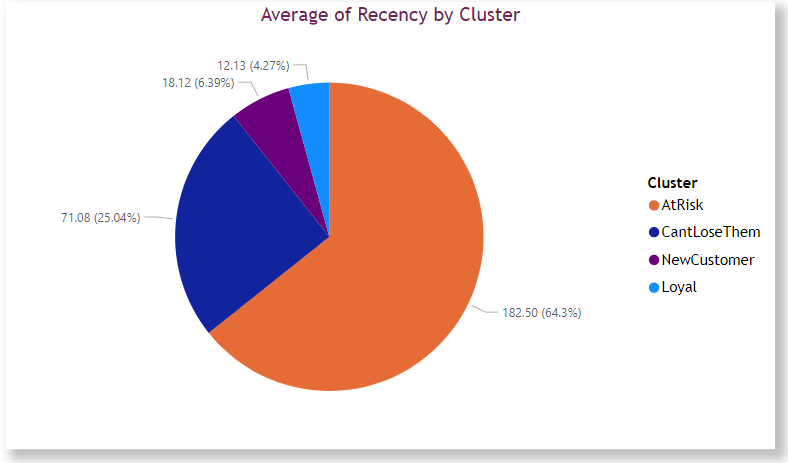 Average of Recency by Cluster
12.13 (4.27%)
18.12 (6.39%)
71.08 (25.04%)
182.50 (64.3%)
Cluster
AtRisk
CantLoseThem
NewCustomer
Loyal